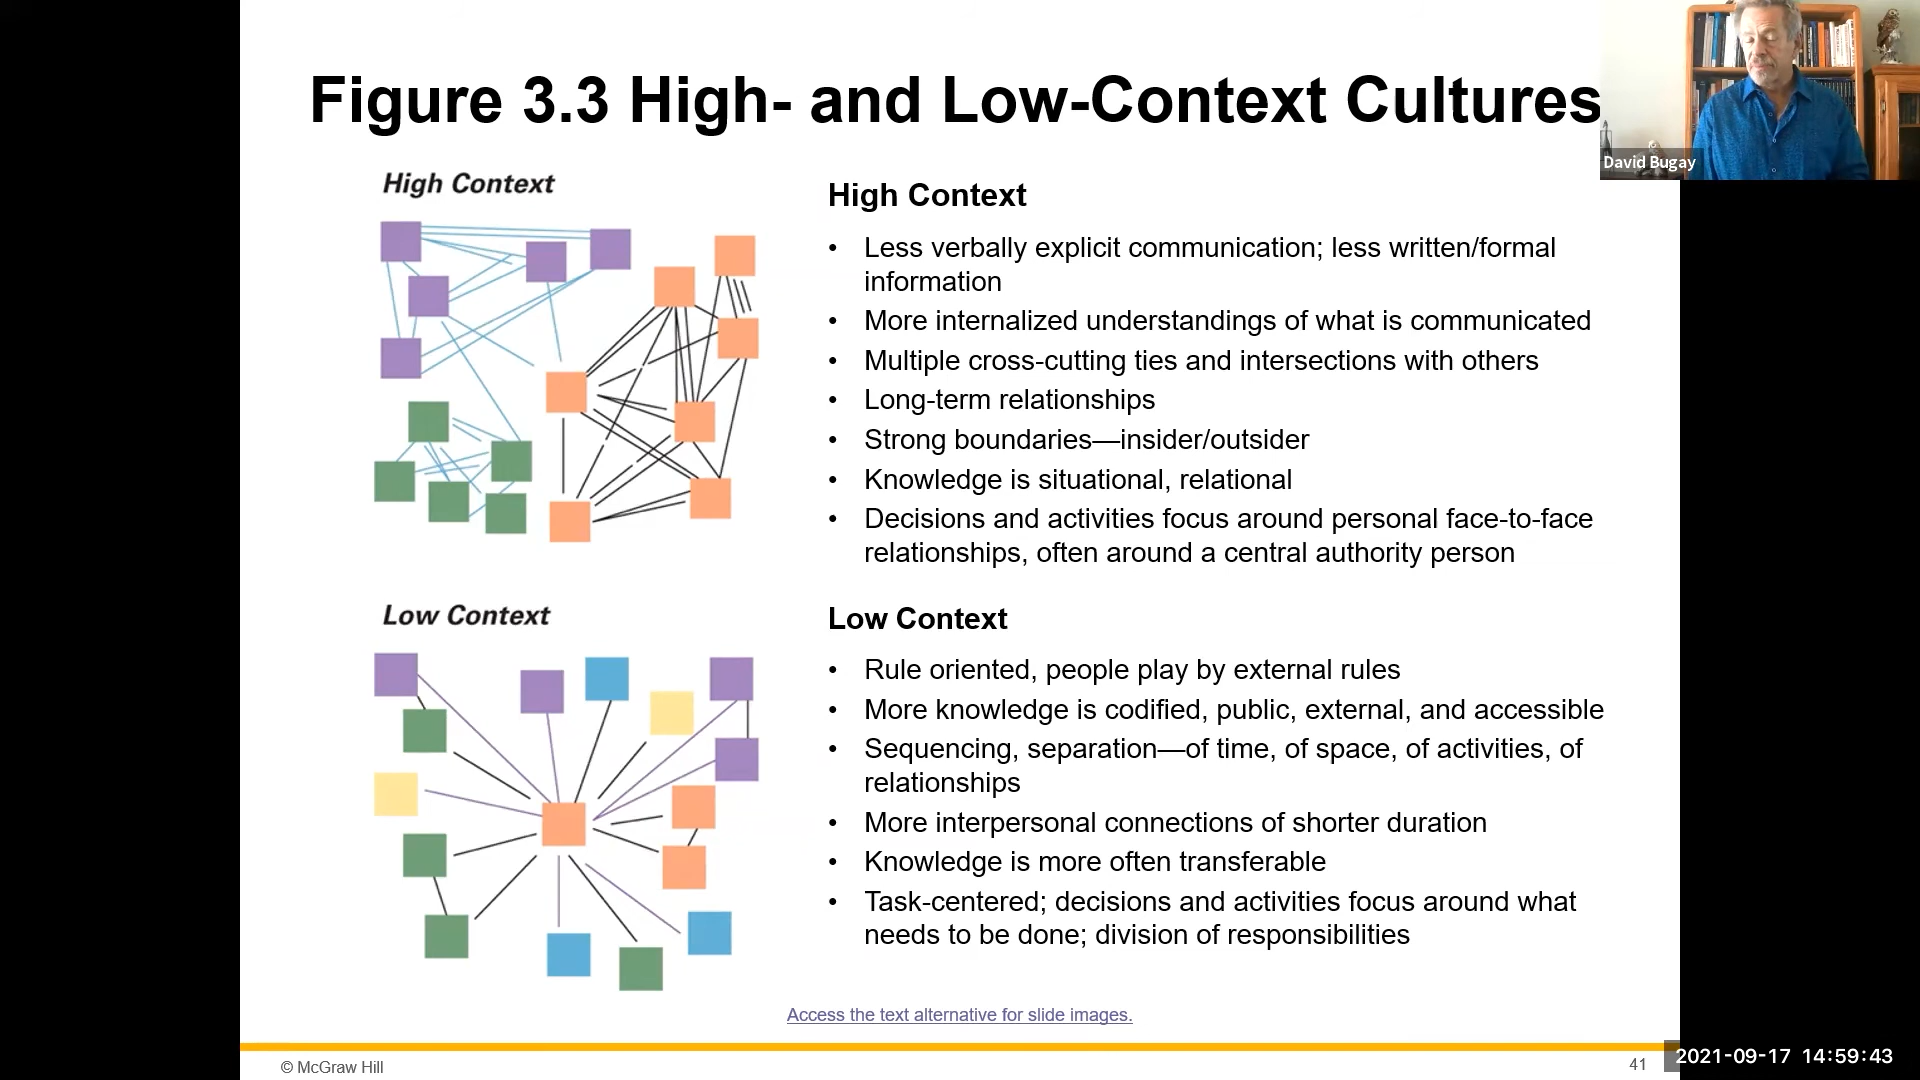 Figure 3.3 High- and Low-Context Cultures
David Bugay
High Context
High Context
• Less verbally explicit communication; less written/formal
information
• More internalized understandings of what is communicated
• Multiple cross-cutting ties and intersections with others
• Long-term relationships
• Strong boundaries—insider/outsider
• Knowledge is situational, relational
• Decisions and activities focus around personal face-to-face
relationships, often around a central authority person
Low Context
Low Context
• Rule oriented, people play by external rules
• More knowledge is codified, public, external, and accessible
• Sequencing, separation—of time, of space, of activities, of
relationships
• More interpersonal connections of shorter duration
• Knowledge is more often transferable
• Task-centered; decisions and activities focus around what
needs to be done; division of responsibilities
Access the text alternative for slide images.
© McGraw Hill
41
2021-09-17 14:59:43